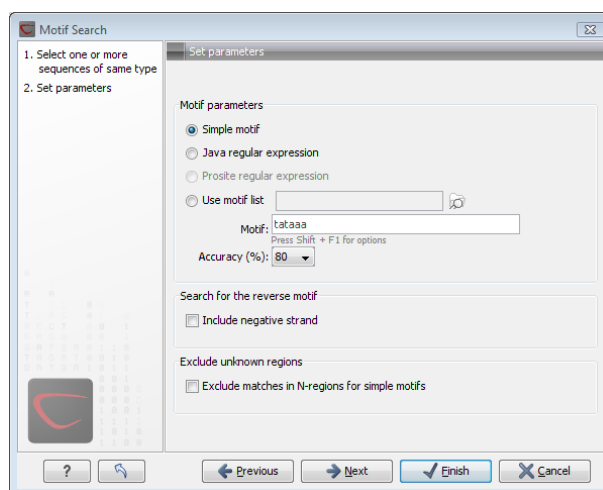 Motif Search
1. Select one or more
sequences of same type
2. Set parameters
Set parameters
Motif parameters
Simple motif
Java regular expression
Prosite regular expression
Use motif list
Motif: tataaa
Press Shift + F1 for options
Accuracy (%): 80
Search for the reverse motif
Include negative strand
Exclude unknown regions
Exclude matches in N-regions for simple motifs
?
Previous
Next
Finish
Cancel